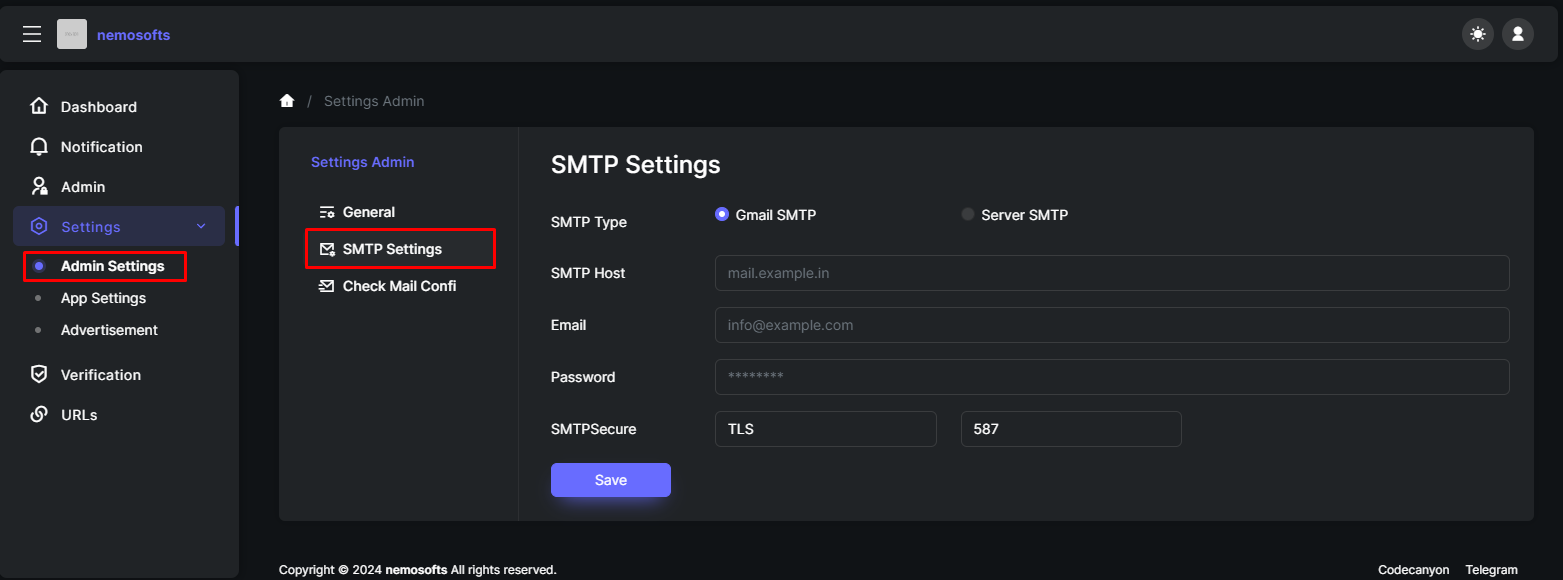 nemosofts
Dashboard
Notification
Admin
Settings
Admin Settings
App Settings
Advertisement
Verification
URLs
/ Settings Admin
Settings Admin
General
SMTP Settings
Check Mail Confi
SMTP Settings
SMTP Type
Gmail SMTP
Server SMTP
SMTP Host
mail.example.in
Email
info@example.com
Password
********
SMTPSecure
TLS
587
Save
Copyright © 2024 nemosofts All rights reserved.
Codecanyon
Telegram